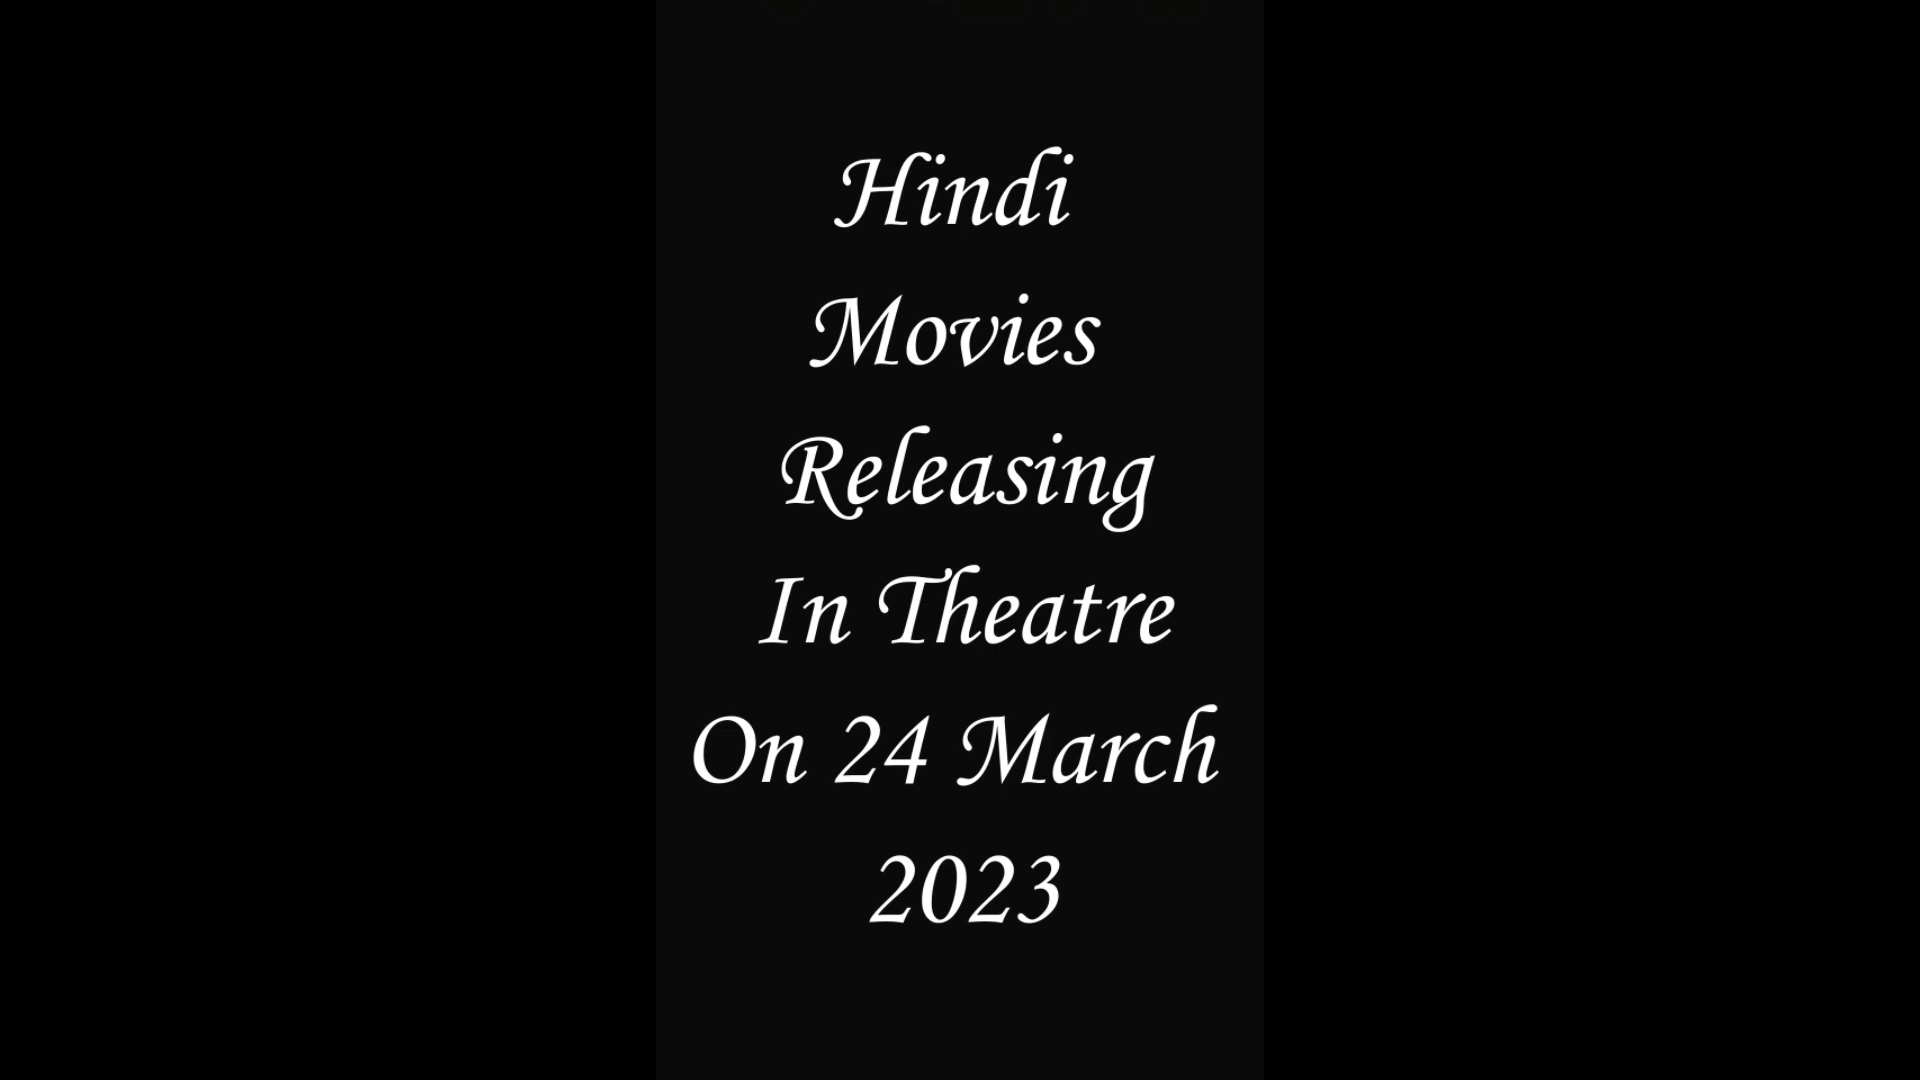 Hindi
Movies
Releasing
In Theatre
On 24 March
2023